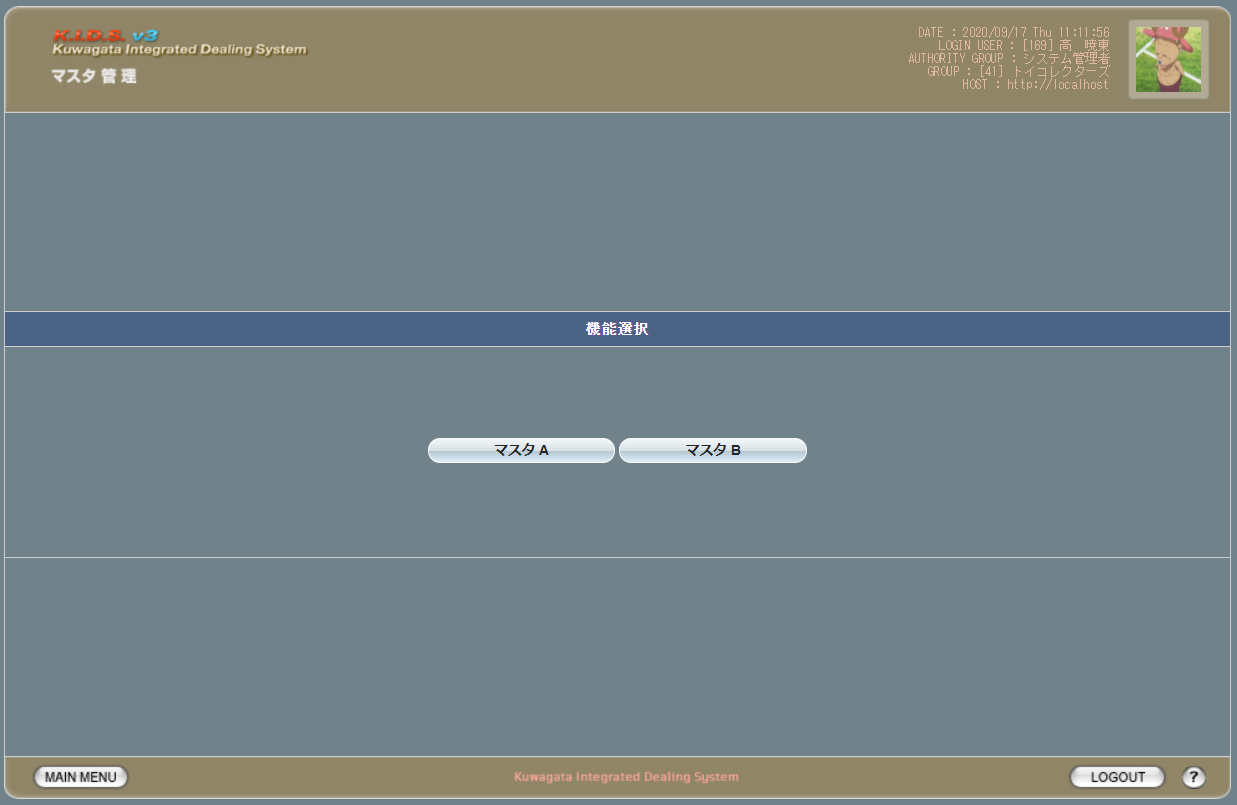 K.I.D.S. v3
Kuwagata Integrated Dealing System
マスタ管理
DATE : 2020/09/17 Thu 11:11:56
LOGIN USER : [169] 高　暁東
AUTHORITY GROUP : システム管理者
GROUP : [41] トイコレクターズ
HOST : http://localhost
機能選択
マスタ A
マスタ B
MAIN MENU
Kuwagata Integrated Dealing System
LOGOUT
?